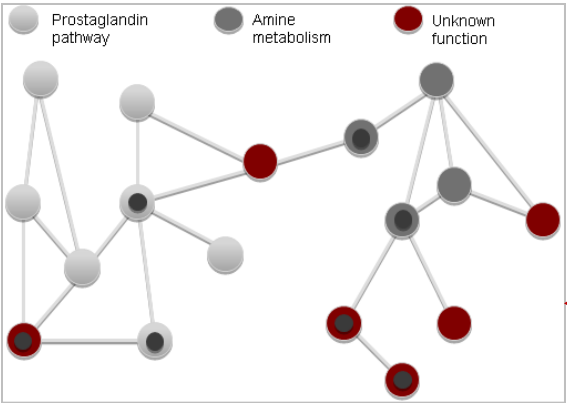 Prostaglandin
pathway
Amine
metabolism
Unknown
function